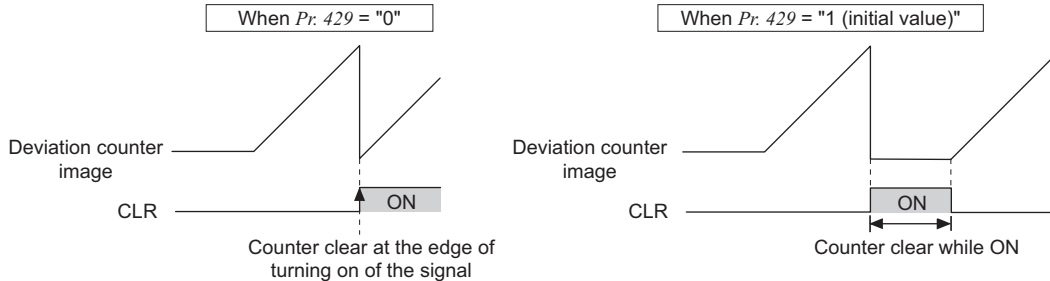 When Pr. 429 = "0"
Deviation counter
image
CLR
ON
Counter clear at the edge of
turning on of the signal
When Pr. 429 = "1 (initial value)"
Deviation counter
image
CLR
ON
Counter clear while ON